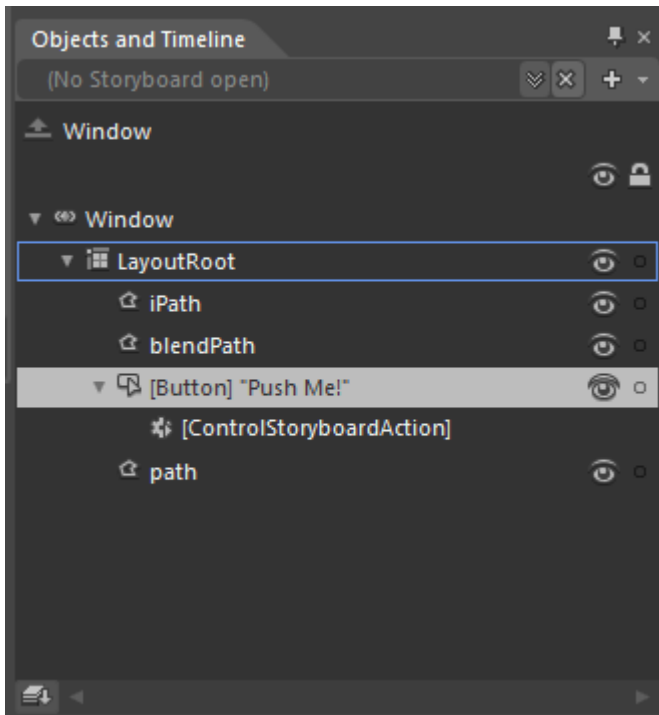 Objects and Timeline
(No Storyboard open)
Window
Window
LayoutRoot
iPath
blendPath
[Button] "Push Me!"
[ControlStoryboardAction]
path